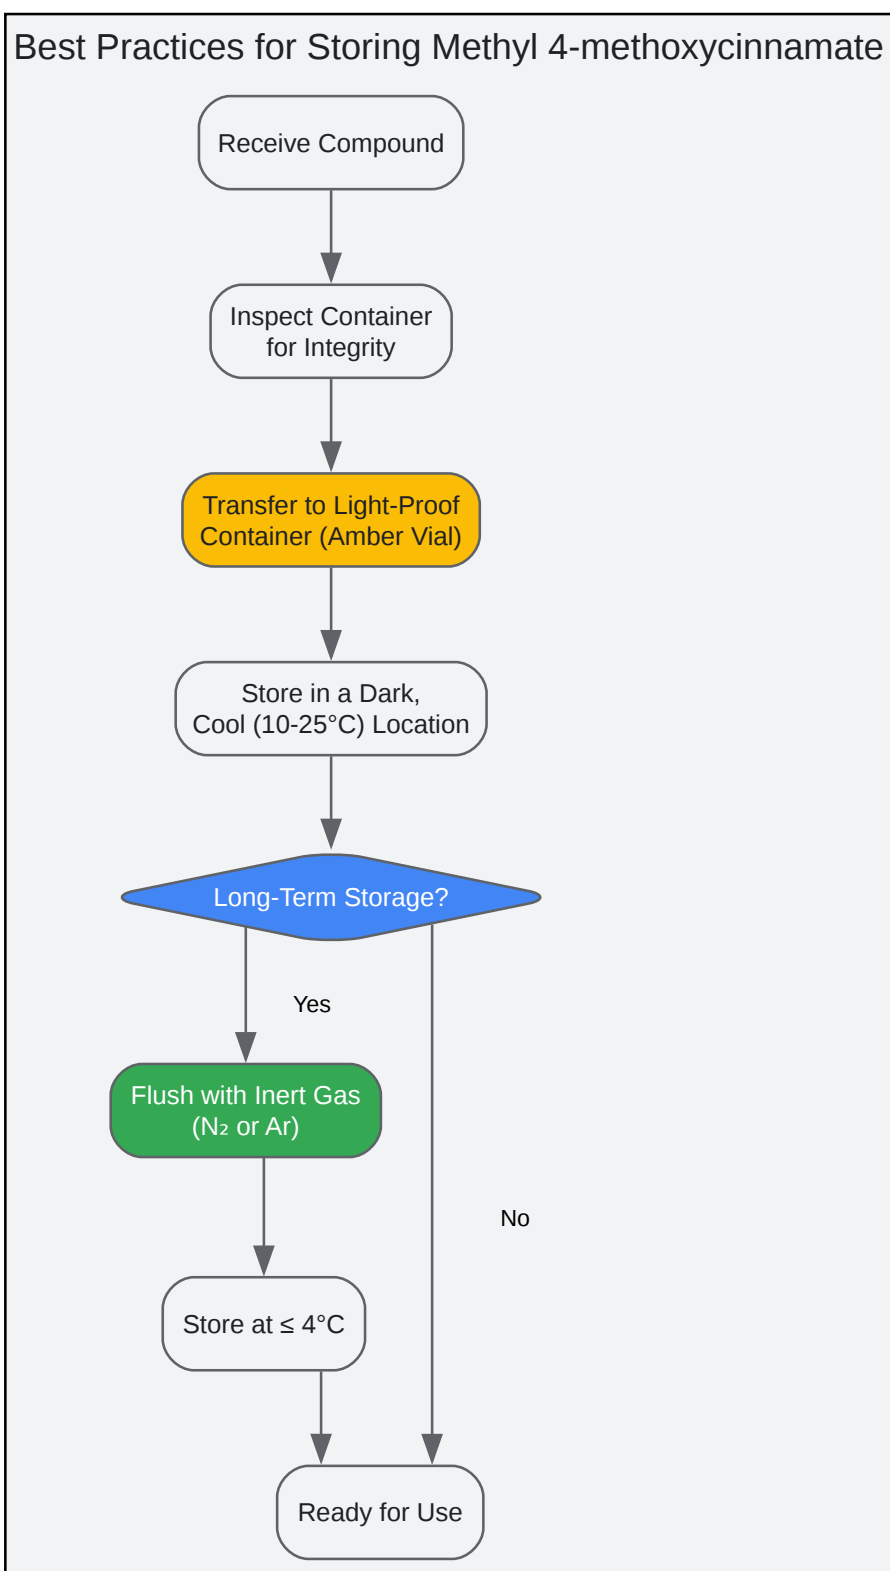 Best Practices for Storing Methyl 4-methoxycinnamate
Receive Compound
Inspect Container
for Integrity
Transfer to Light-Proof
Container (Amber Vial)
Store in a Dark,
Cool (10-25°C) Location
Long-Term Storage?
Yes
Flush with Inert Gas
(N₂ or Ar)
No
Store at ≤ 4°C
Ready for Use